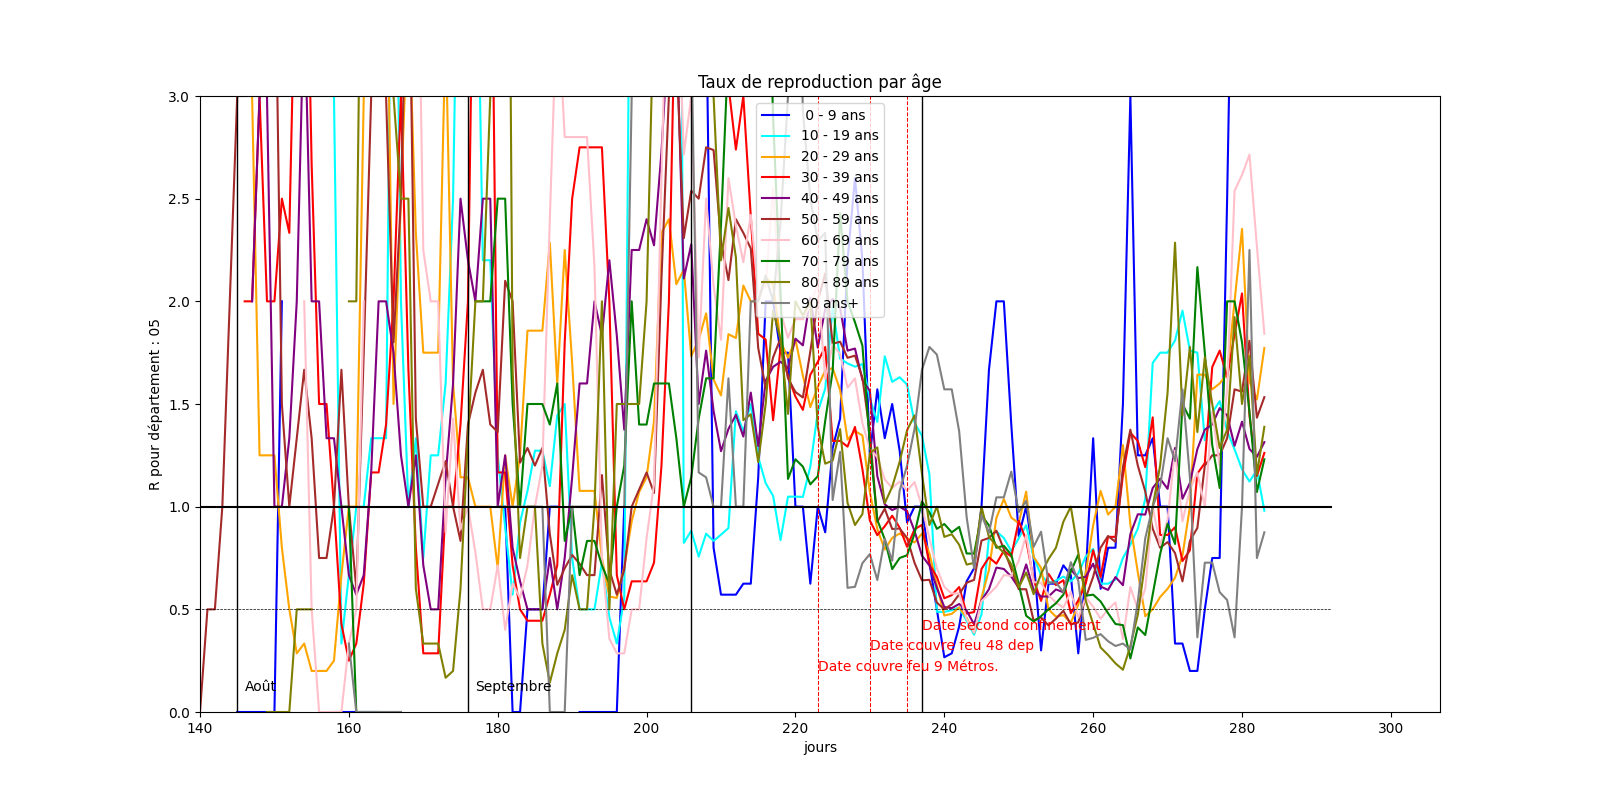 Taux de reproduction par âge
R pour département : 05
3.0
2.5
2.0
1.5
1.0
0.5
0.0
0 - 9 ans
10 - 19 ans
20 - 29 ans
30 - 39 ans
40 - 49 ans
50 - 59 ans
60 - 69 ans
70 - 79 ans
80 - 89 ans
90 ans+
Date second confinement
Date couvre feu 48 dep
Date couvre feu 9 Métros.
Août
Septembre
140 160 180 200 220 240 260 280 300
jours